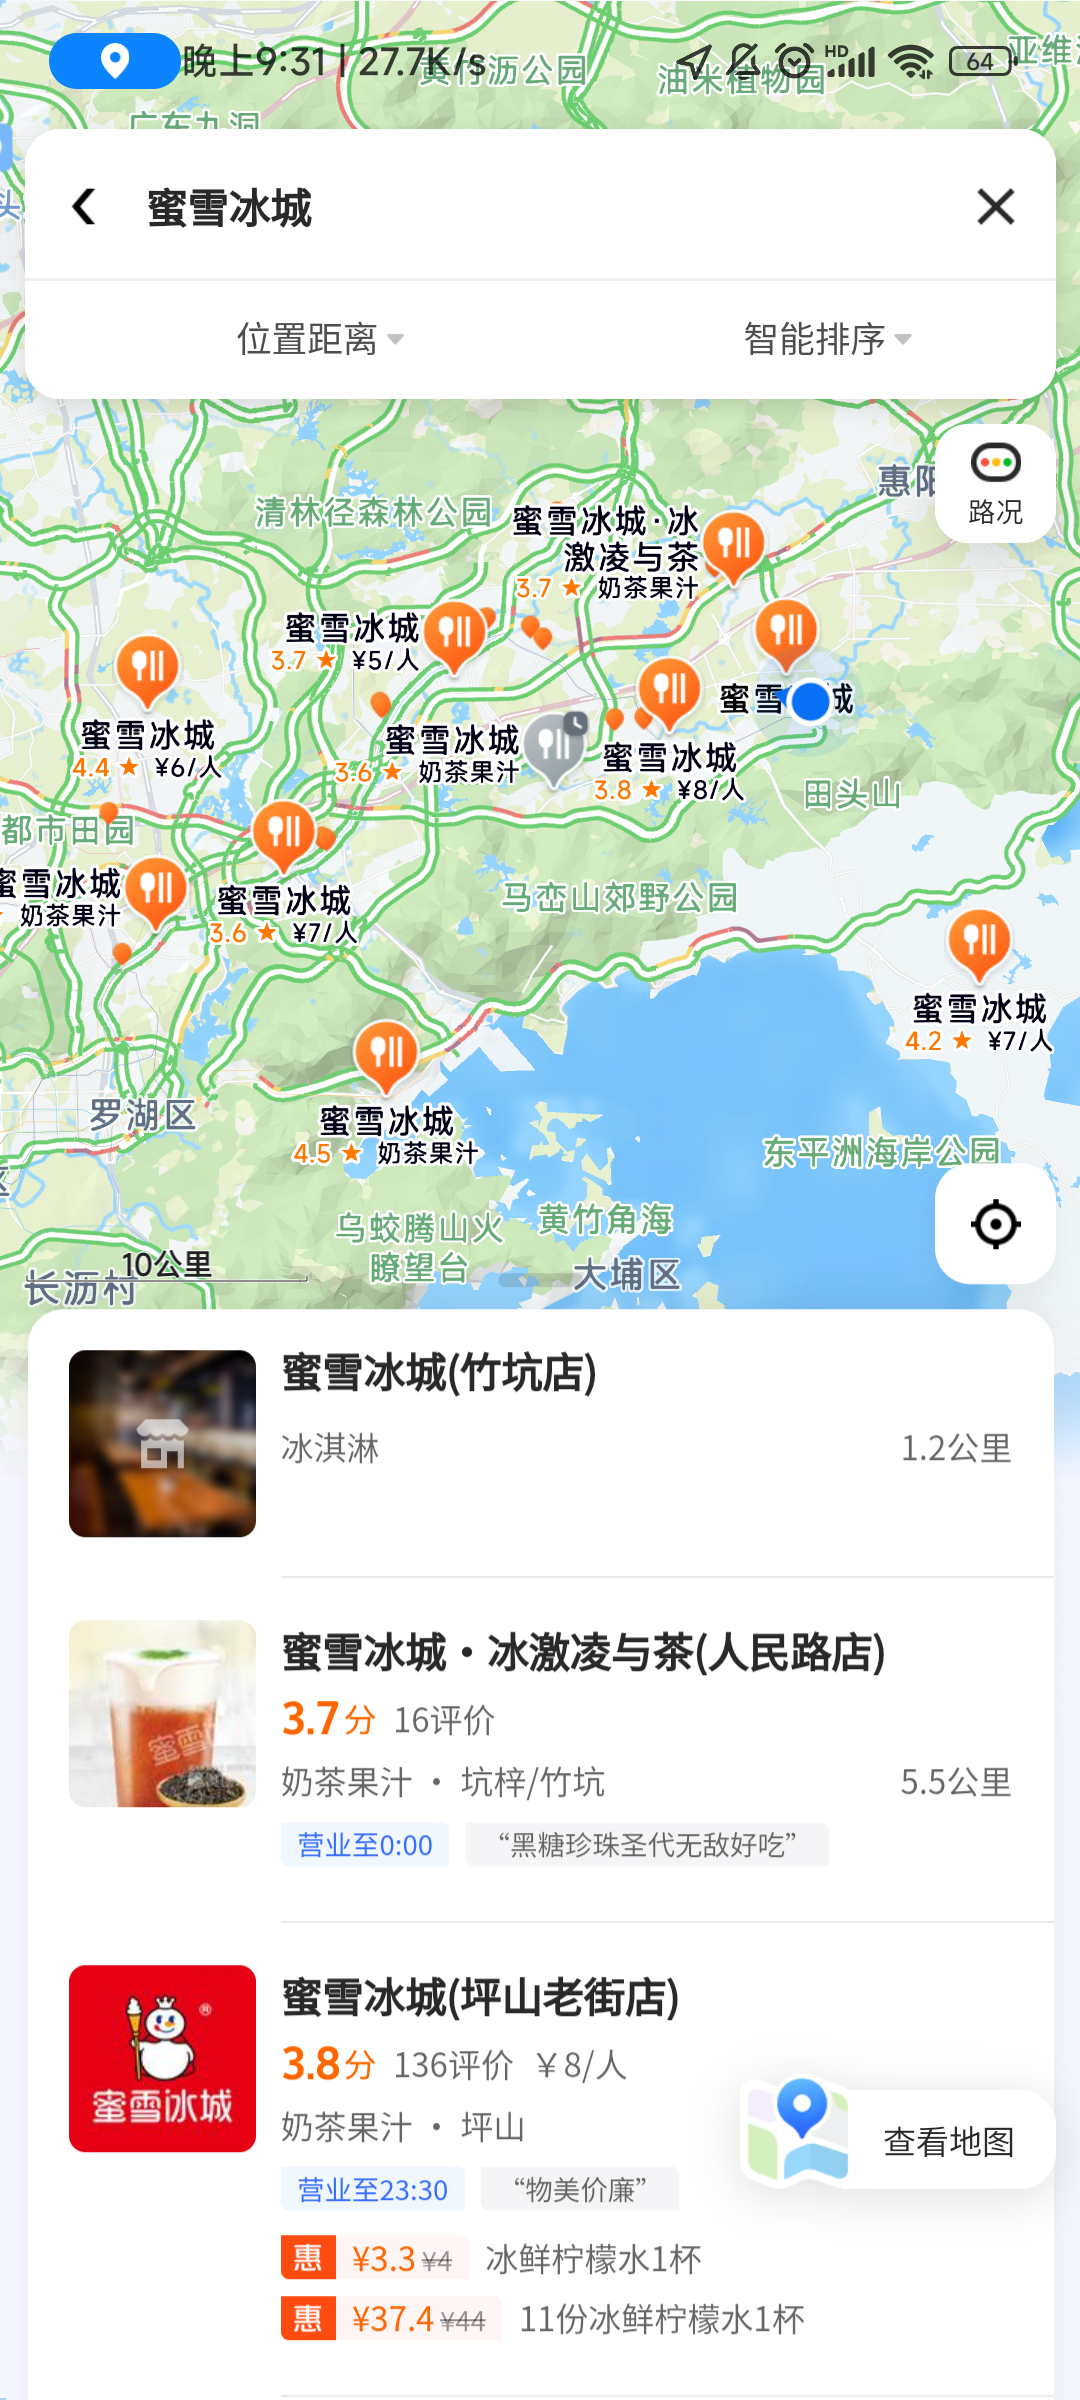 晚上9:31 | 27.7K/s
HD
64
黄竹沥公园
油米植物园
亚维
广东九洞
头
蜜雪冰城
位置距离
智能排序
惠阳
路况
清林径森林公园
蜜雪冰城·冰
激凌与茶
3.7 ★ 奶茶果汁
蜜雪冰城
3.7 ★ ¥5/人
蜜雪冰城
4.4 ★ ¥6/人
蜜雪冰城
3.6 ★ 奶茶果汁
蜜雪 城
蜜雪冰城
3.8 ★ ¥8/人
田头山
都市田园
蜜雪冰城
奶茶果汁
蜜雪冰城
3.6 ★ ¥7/人
马峦山郊野公园
蜜雪冰城
4.2 ★ ¥7/人
罗湖区
蜜雪冰城
4.5 ★ 奶茶果汁
东平洲海岸公园
区
乌蛟腾山火
瞭望台
黄竹角海
大埔区
10公里
长沥村
蜜雪冰城(竹坑店)
冰淇淋
1.2公里
蜜雪冰城·冰激凌与茶(人民路店)
3.7分 16评价
奶茶果汁 · 坑梓/竹坑
5.5公里
营业至0:00
“黑糖珍珠圣代无敌好吃”
蜜雪冰城
®
蜜雪冰城(坪山老街店)
3.8分 136评价 ￥8/人
奶茶果汁 · 坪山
查看地图
营业至23:30
“物美价廉”
惠 ¥3.3 ¥4 冰鲜柠檬水1杯
惠 ¥37.4 ¥44 11份冰鲜柠檬水1杯